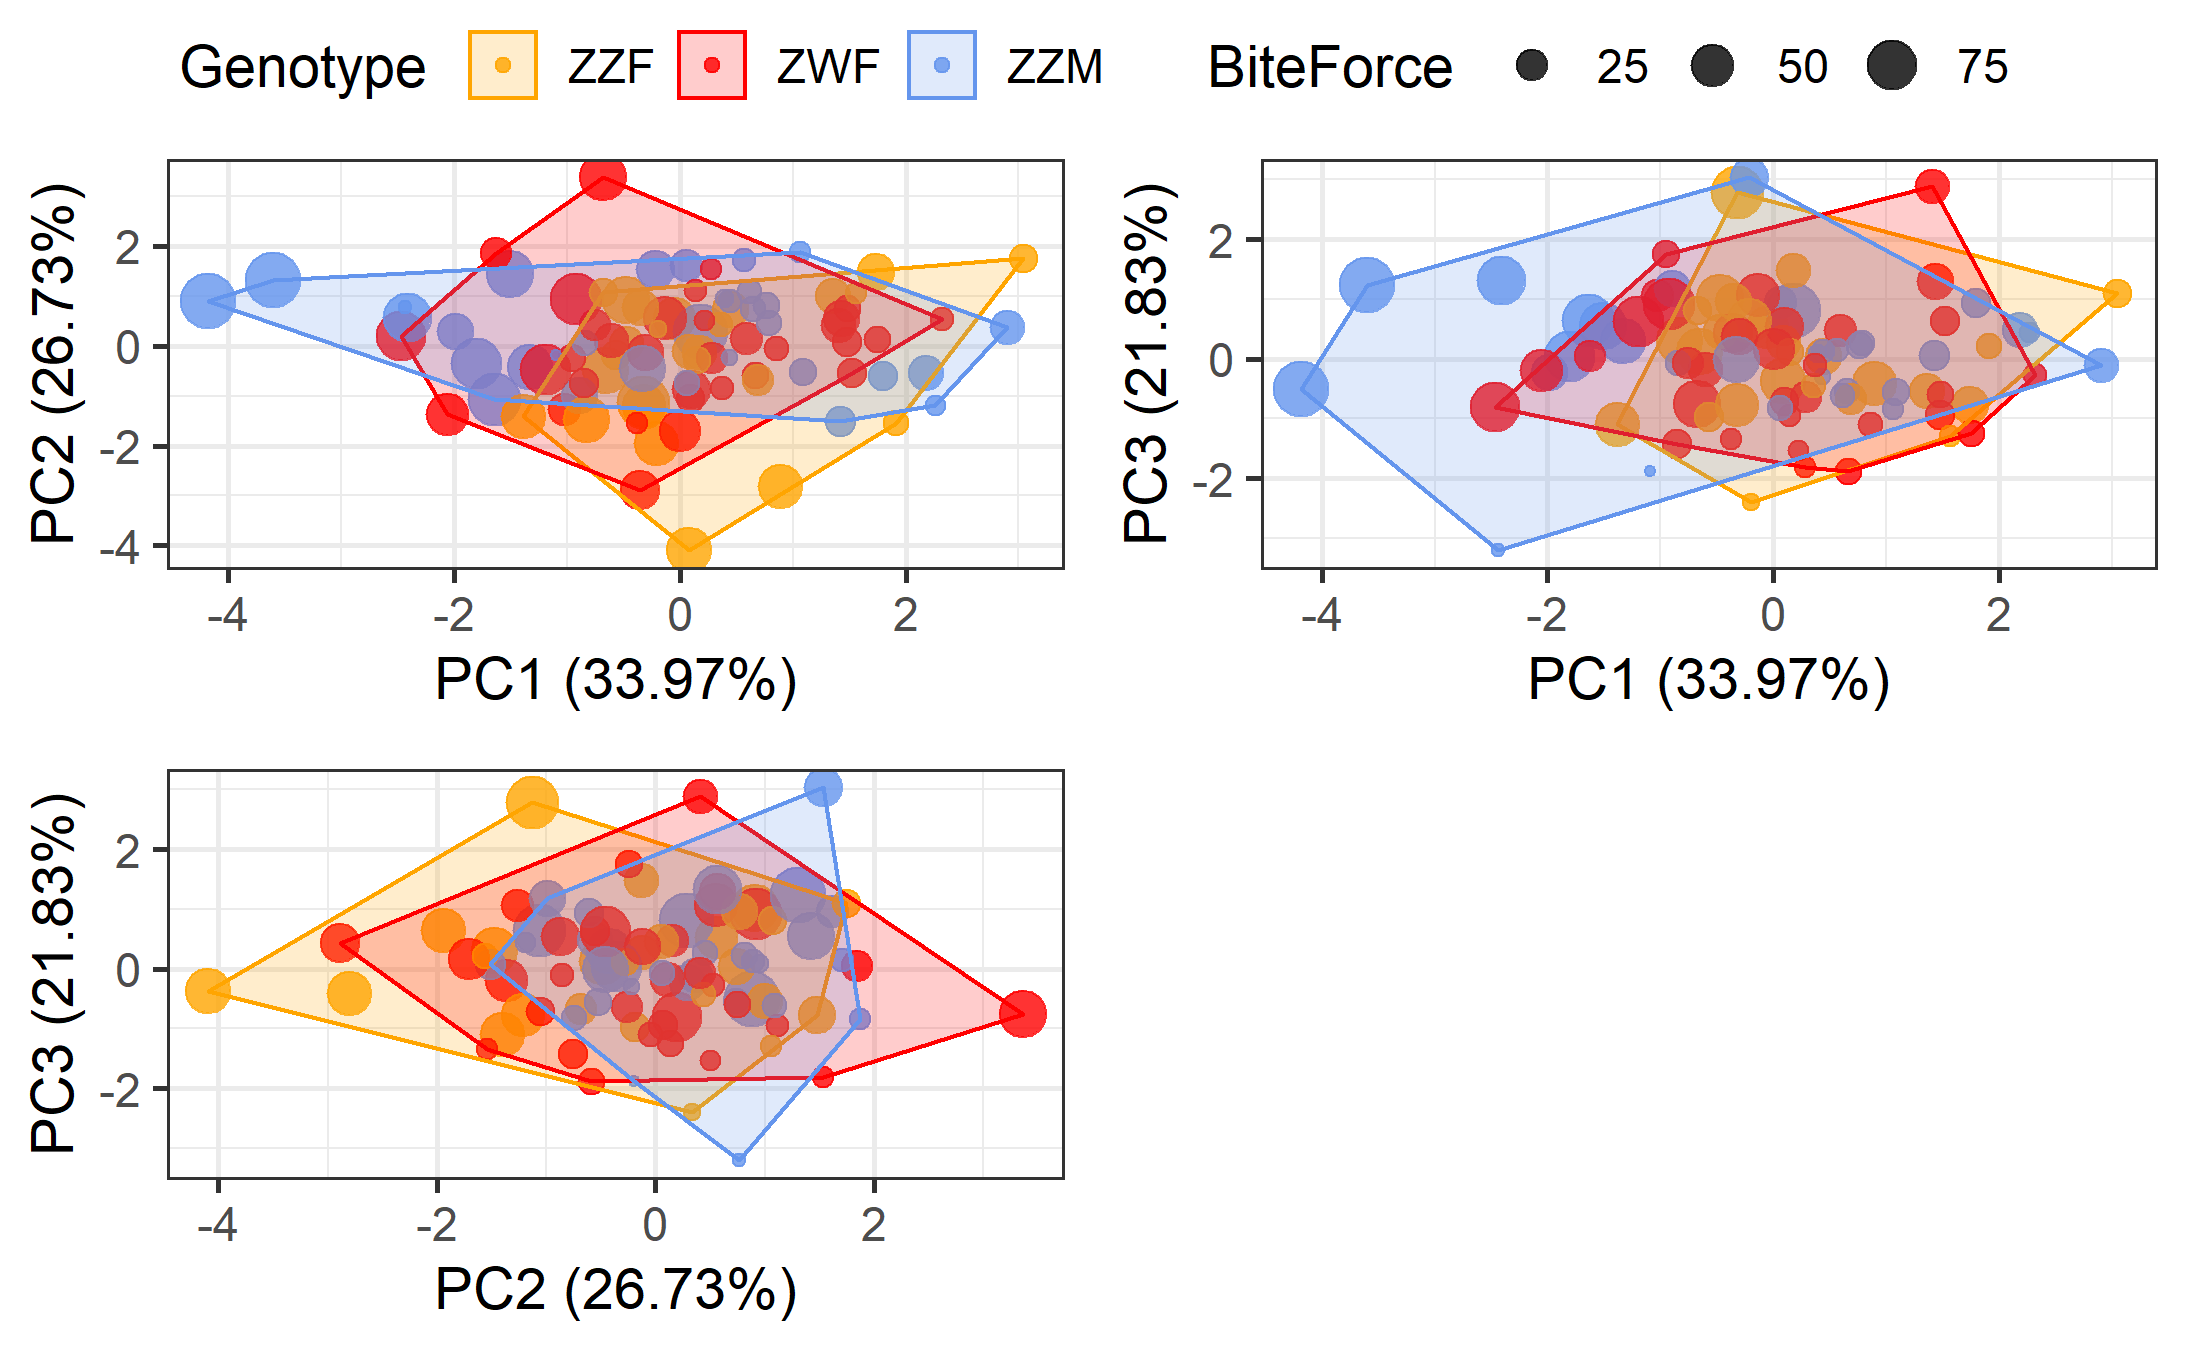 Genotype ZZF ZWF ZZM BiteForce 25 50 75
PC2 (26.73%)
2
0
-2
-4
-4 -2 0 2
PC1 (33.97%)
PC3 (21.83%)
2
0
-2
-4 -2 0 2
PC1 (33.97%)
PC3 (21.83%)
2
0
-2
-4 -2 0 2
PC2 (26.73%)